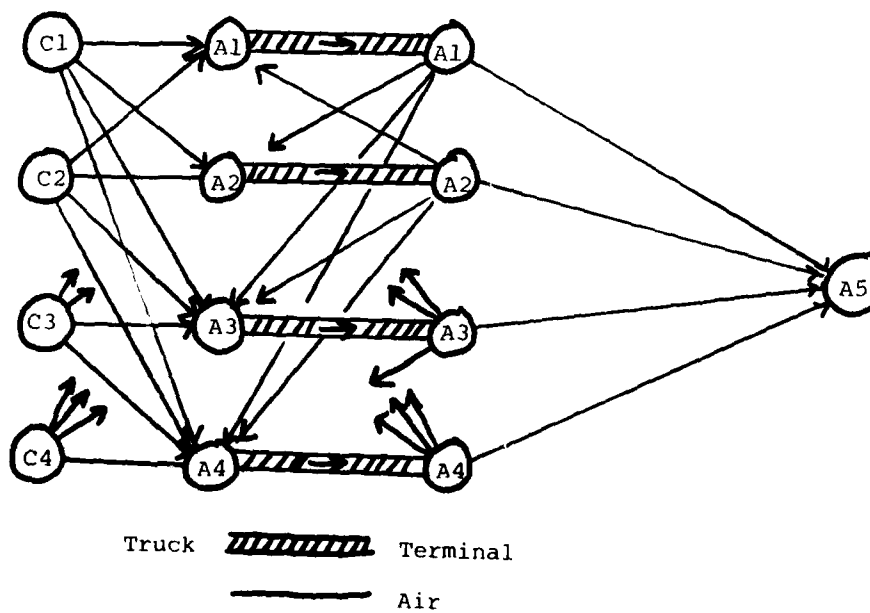 C1 A1 A1
C2 A2 A2
A5
C3 A3 A3
C4 A4 A4
Truck Terminal
Air